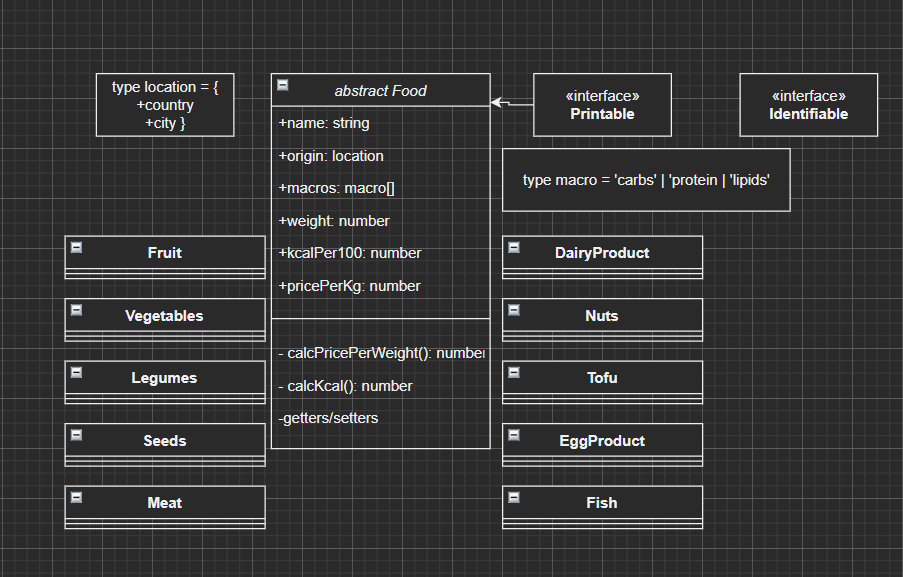 type location = {
+country
+city }
abstract Food
+name: string
+origin: location
+macros: macro[]
+weight: number
+kcalPer100: number
+pricePerKg: number
- calcPricePerWeight(): number
- calcKcal(): number
-getters/setters
«interface»
Printable
«interface»
Identifiable
type macro = 'carbs' | 'protein | 'lipids'
Fruit
Vegetables
Legumes
Seeds
Meat
DairyProduct
Nuts
Tofu
EggProduct
Fish